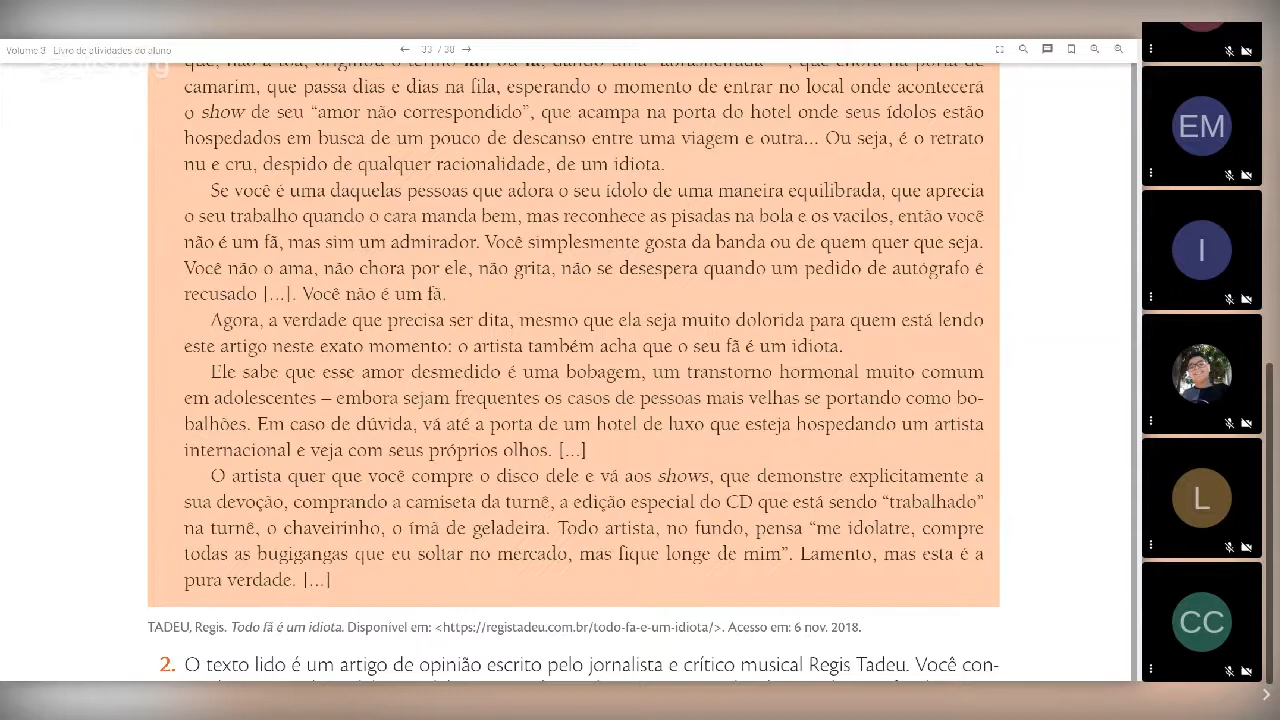 Volume 3 Livro de atividades do aluno
33 / 38
camarim, que passa dias e dias na fila, esperando o momento de entrar no local onde acontecerá
o show de seu “amor não correspondido”, que acampa na porta do hotel onde seus ídolos estão
hospedados em busca de um pouco de descanso entre uma viagem e outra... Ou seja, é o retrato
nu e cru, despido de qualquer racionalidade, de um idiota.
Se você é uma daquelas pessoas que adora o seu ídolo de uma maneira equilibrada, que aprecia
o seu trabalho quando o cara manda bem, mas reconhece as pisadas na bola e os vacilos, então você
não é um fã, mas sim um admirador. Você simplesmente gosta da banda ou de quem quer que seja.
Você não o ama, não chora por ele, não grita, não se desespera quando um pedido de autógrafo é
recusado [...]. Você não é um fã.
Agora, a verdade que precisa ser dita, mesmo que ela seja muito dolorida para quem está lendo
este artigo neste exato momento: o artista também acha que o seu fã é um idiota.
Ele sabe que esse amor desmedido é uma bobagem, um transtorno hormonal muito comum
em adolescentes – embora sejam frequentes os casos de pessoas mais velhas se portando como bo-
balhões. Em caso de dúvida, vá até a porta de um hotel de luxo que esteja hospedando um artista
internacional e veja com seus próprios olhos. [...]
O artista quer que você compre o disco dele e vá aos shows, que demonstre explicitamente a
sua devoção, comprando a camiseta da turnê, a edição especial do CD que está sendo “trabalhado”
na turnê, o chaveirinho, o ímã de geladeira. Todo artista, no fundo, pensa “me idolatre, compre
todas as bugigangas que eu soltar no mercado, mas fique longe de mim”. Lamento, mas esta é a
pura verdade. [...]
TADEU, Regis. Todo fã é um idiota. Disponível em: <https://registadeu.com.br/todo-fa-e-um-idiota/>. Acesso em: 6 nov. 2018.
2. O texto lido é um artigo de opinião escrito pelo jornalista e crítico musical Regis Tadeu. Você con-
EM
I
L
CC